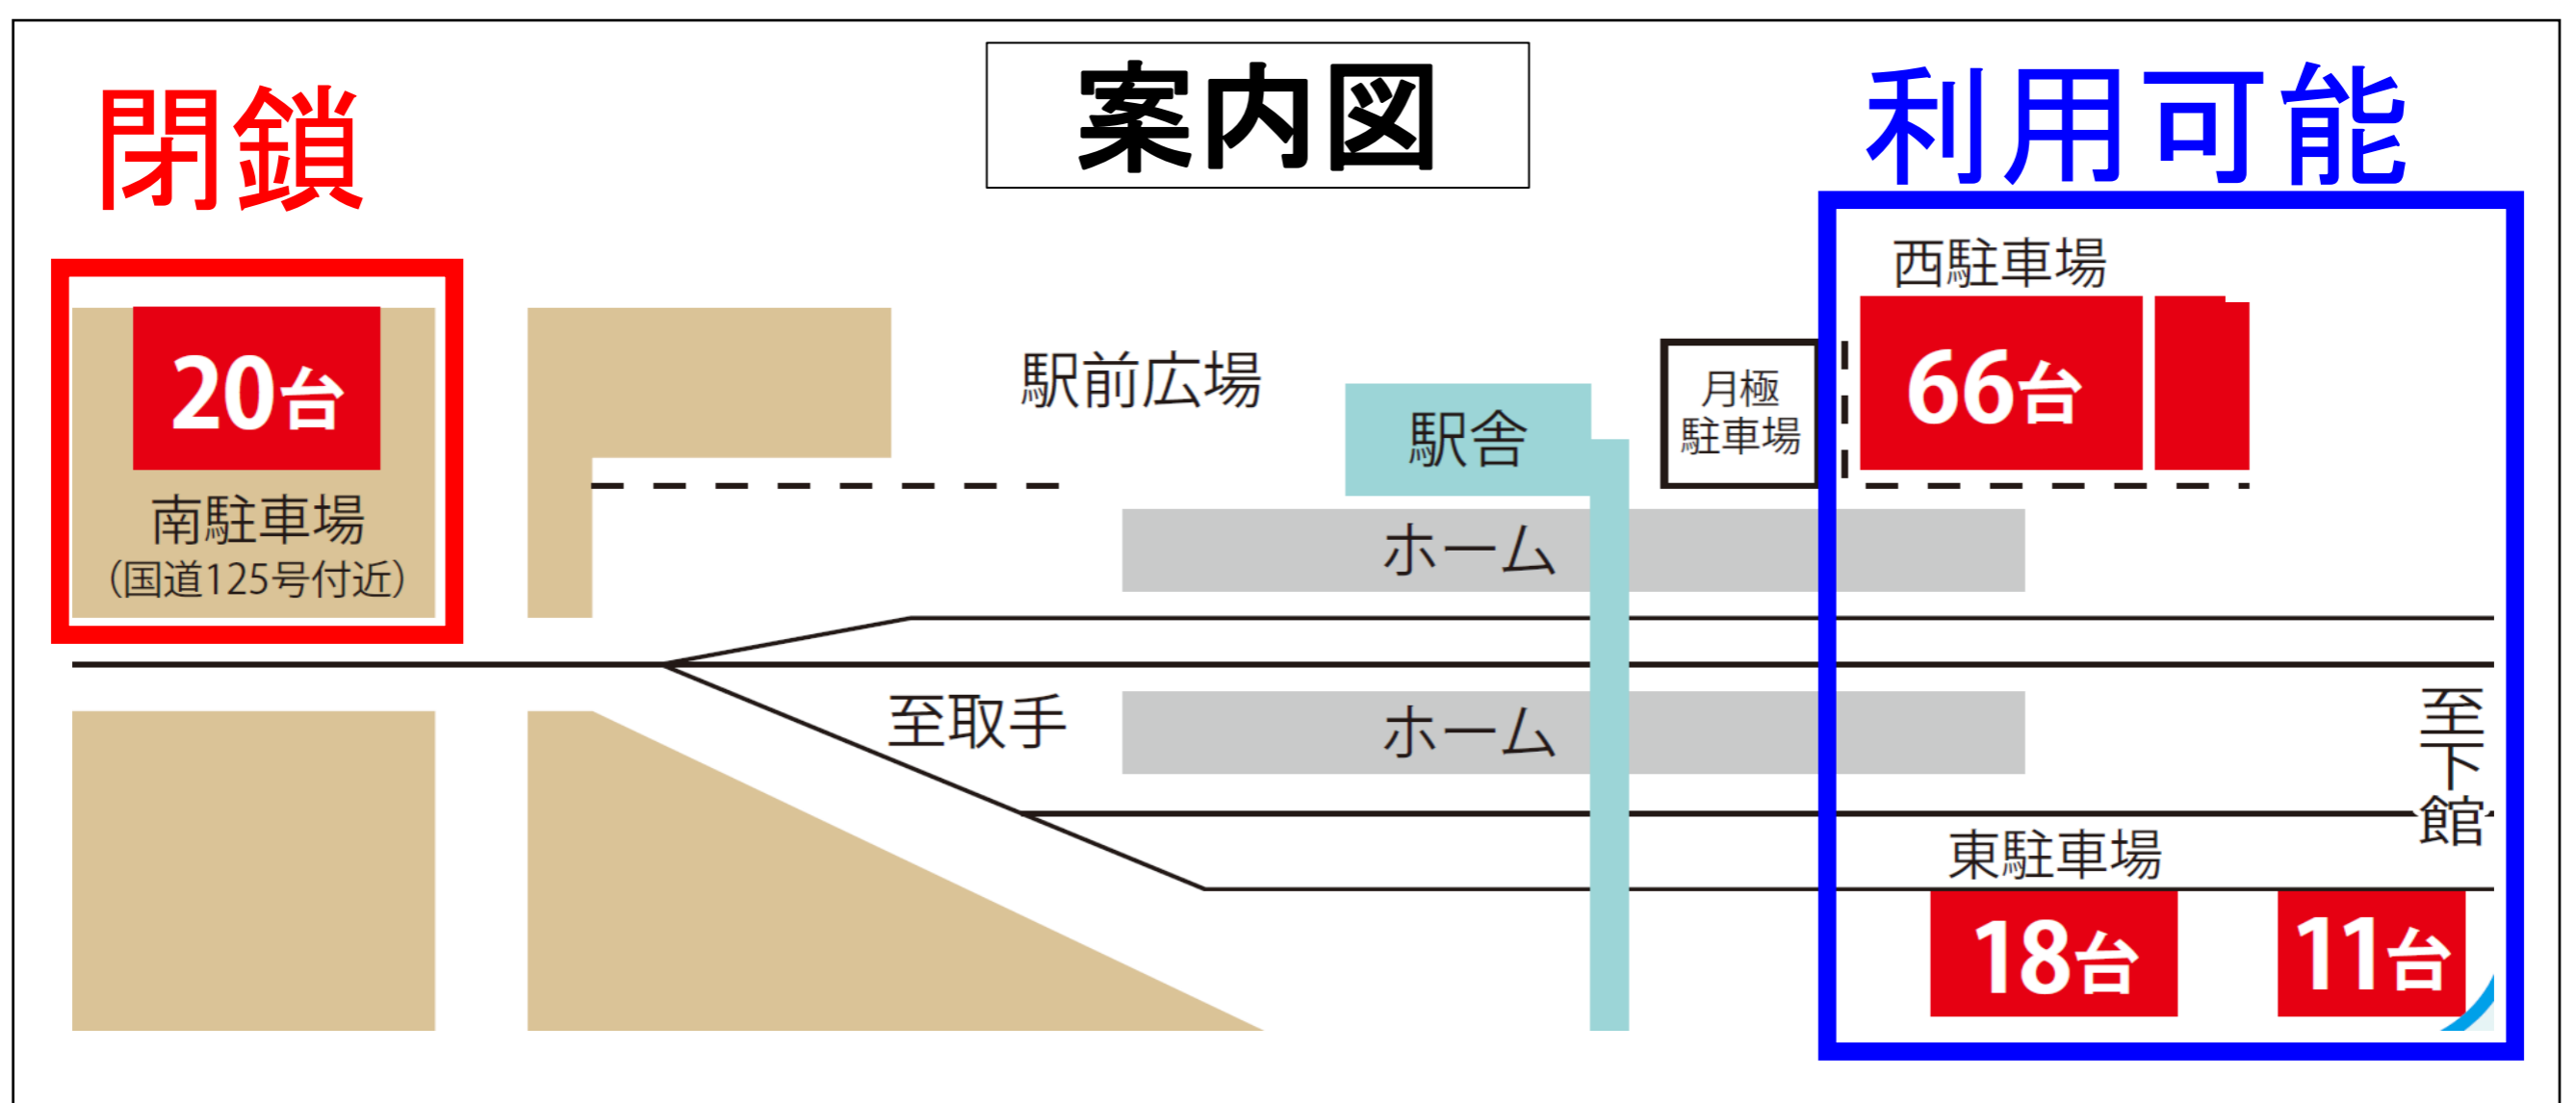 案内図
閉鎖
利用可能
西駐車場
20台
66台
南駐車場
（国道125号付近）
駅前広場
駅舎
月極
駐車場
ホーム
至取手
ホーム
至下館
東駐車場
18台
11台